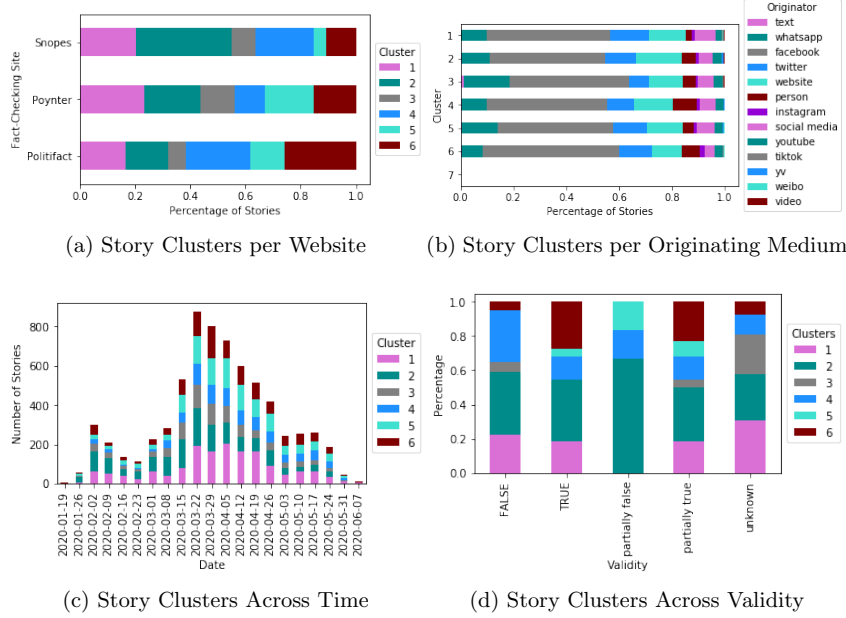 Snopes
Poynter
Politifact
Fact-Checking Site
0.0 0.2 0.4 0.6 0.8 1.0
Percentage of Stories
Cluster
1
2
3
4
5
6
(a) Story Clusters per Website
1
2
3
4
5
6
7
Cluster
0.0 0.2 0.4 0.6 0.8 1.0
Percentage of Stories
Originator
text
whatsapp
facebook
twitter
website
person
instagram
social media
youtube
tiktok
yv
weibo
video
(b) Story Clusters per Originating Medium
800
600
400
200
0
Number of Stories
2020-01-19
2020-01-26
2020-02-02
2020-02-09
2020-02-16
2020-02-23
2020-03-01
2020-03-08
2020-03-15
2020-03-22
2020-03-29
2020-04-05
2020-04-12
2020-04-19
2020-04-26
2020-05-03
2020-05-10
2020-05-17
2020-05-24
2020-05-31
2020-06-07
Date
Cluster
1
2
3
4
5
6
(c) Story Clusters Across Time
1.0
0.8
0.6
0.4
0.2
0.0
Percentage
FALSE
TRUE
partially false
partially true
unknown
Validity
Clusters
1
2
3
4
5
6
(d) Story Clusters Across Validity